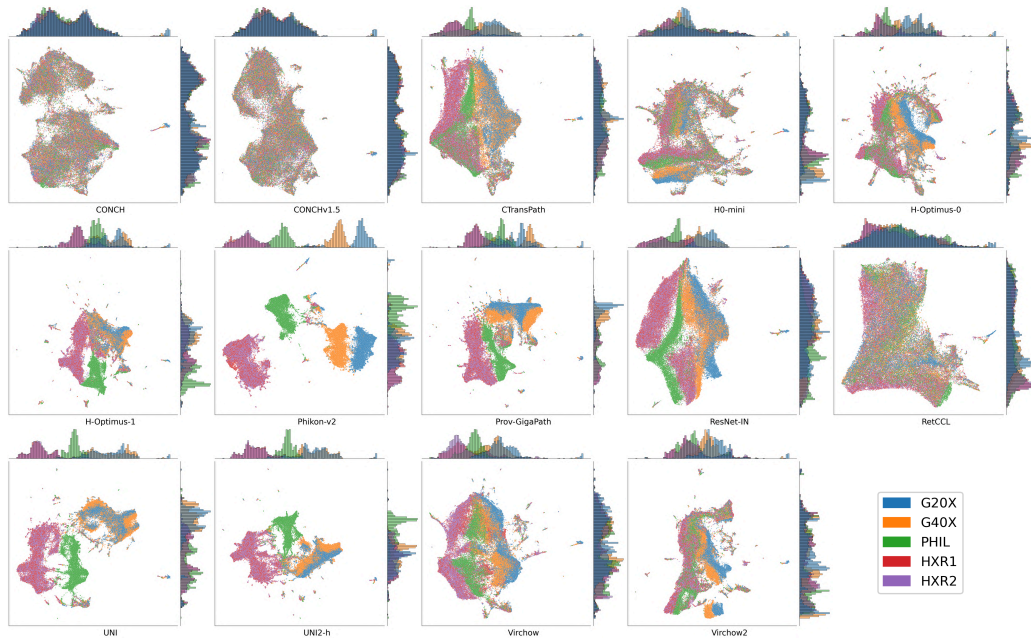 CONCH
CONCHv1.5
CTransPath
H0-mini
H-Optimus-0
H-Optimus-1
Phikon-v2
Prov-GigaPath
ResNet-IN
RetCCL
UNI
UNI2-h
Virchow
Virchow2
G20X
G40X
PHIL
HXR1
HXR2